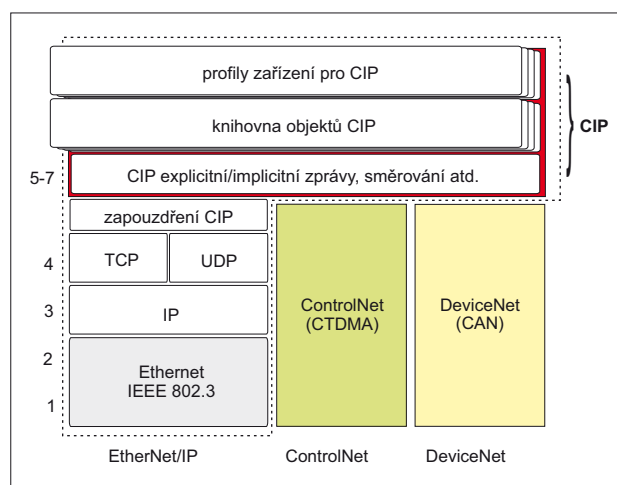 profily zařízení pro CIP
knihovna objektů CIP
CIP
5-7
CIP explicitní/implicitní zprávy, směrování atd.
zapouzdření CIP
4
TCP
UDP
3
IP
ControlNet
(CTDMA)
DeviceNet
(CAN)
2
Ethernet
IEEE 802.3
1
EtherNet/IP
ControlNet
DeviceNet